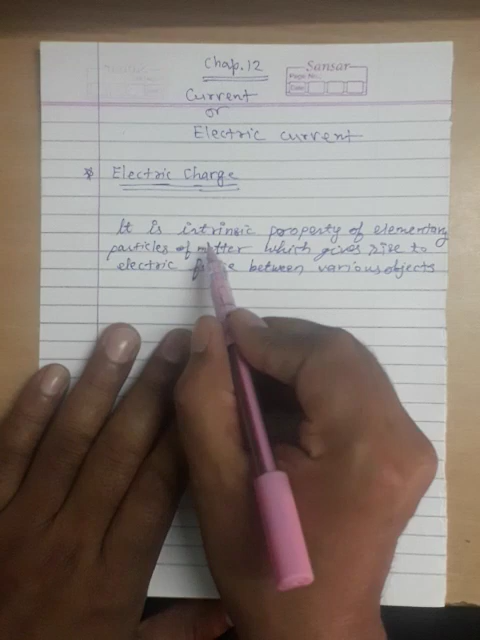 Chap. 12
Sansar
Page No.
Date
Current
or
Electric current
* Electric Charge
It is intrinsic property of elementary
particles of matter which gives rise to
electric force between various objects